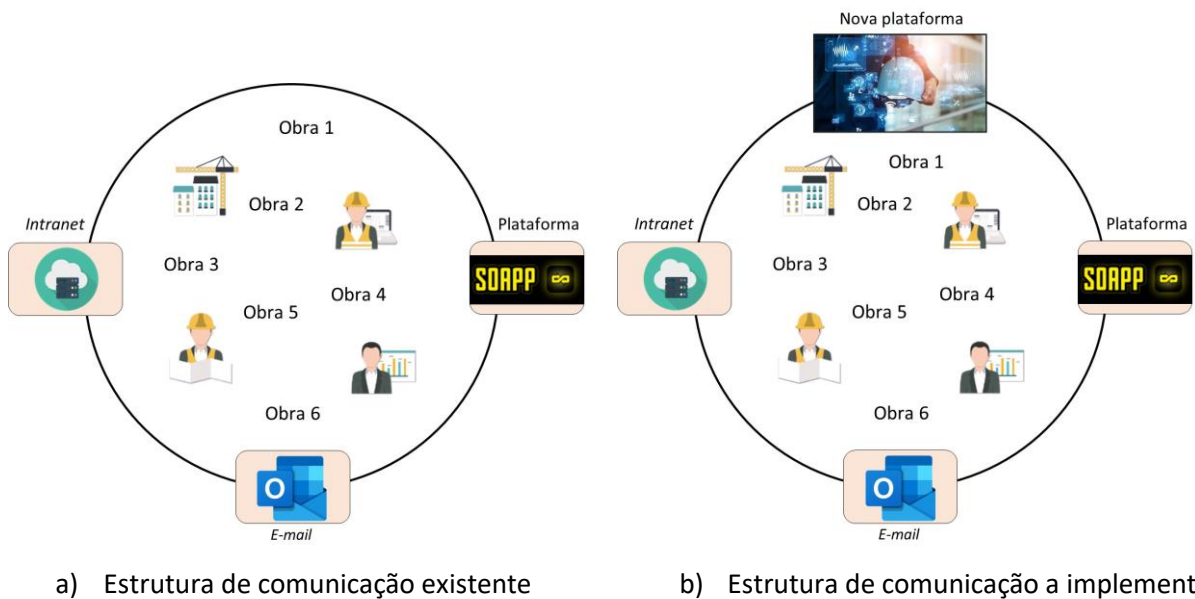 Obra 1
Obra 2
Intranet
Plataforma
SOAPP
Obra 3
Obra 4
Obra 5
Obra 6
O
E-mail
a) Estrutura de comunicação existente
Nova plataforma
Obra 1
Obra 2
Intranet
Plataforma
SOAPP
Obra 3
Obra 4
Obra 5
Obra 6
O
E-mail
b) Estrutura de comunicação a implement